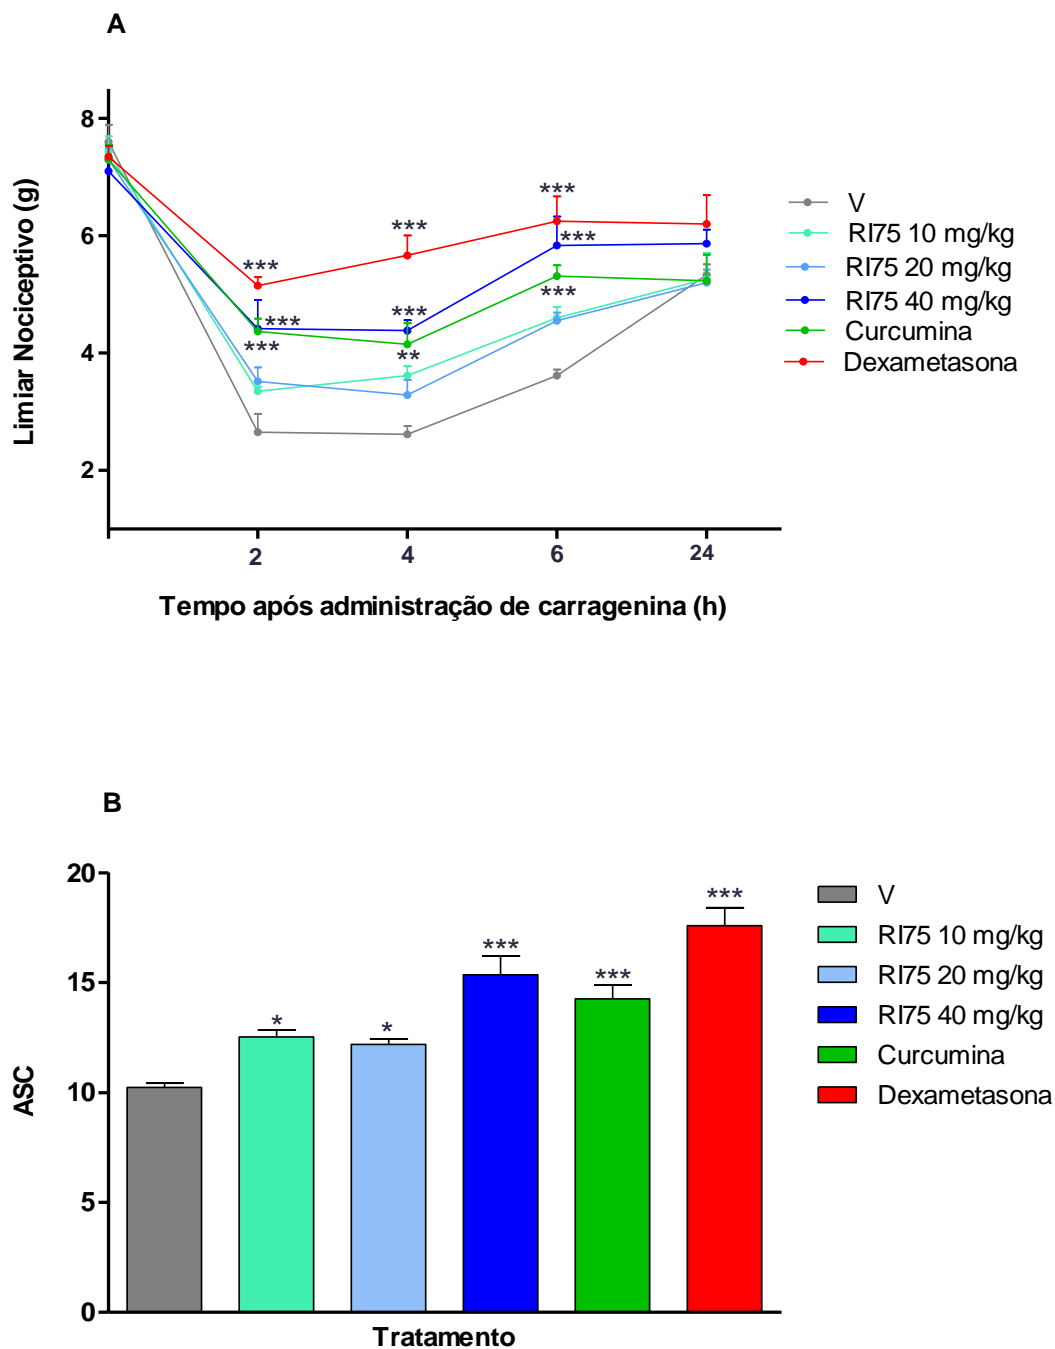 A
Limiar Nociceptivo (g)
8
6
4
2
***
***
***
***
***
***
**
***
***
***
2
4
6
24
Tempo após administração de carragenina (h)
V
RI75 10 mg/kg
RI75 20 mg/kg
RI75 40 mg/kg
Curcumina
Dexametasona
B
ASC
20
15
10
5
0
*
*
***
***
***
Tratamento
V
RI75 10 mg/kg
RI75 20 mg/kg
RI75 40 mg/kg
Curcumina
Dexametasona